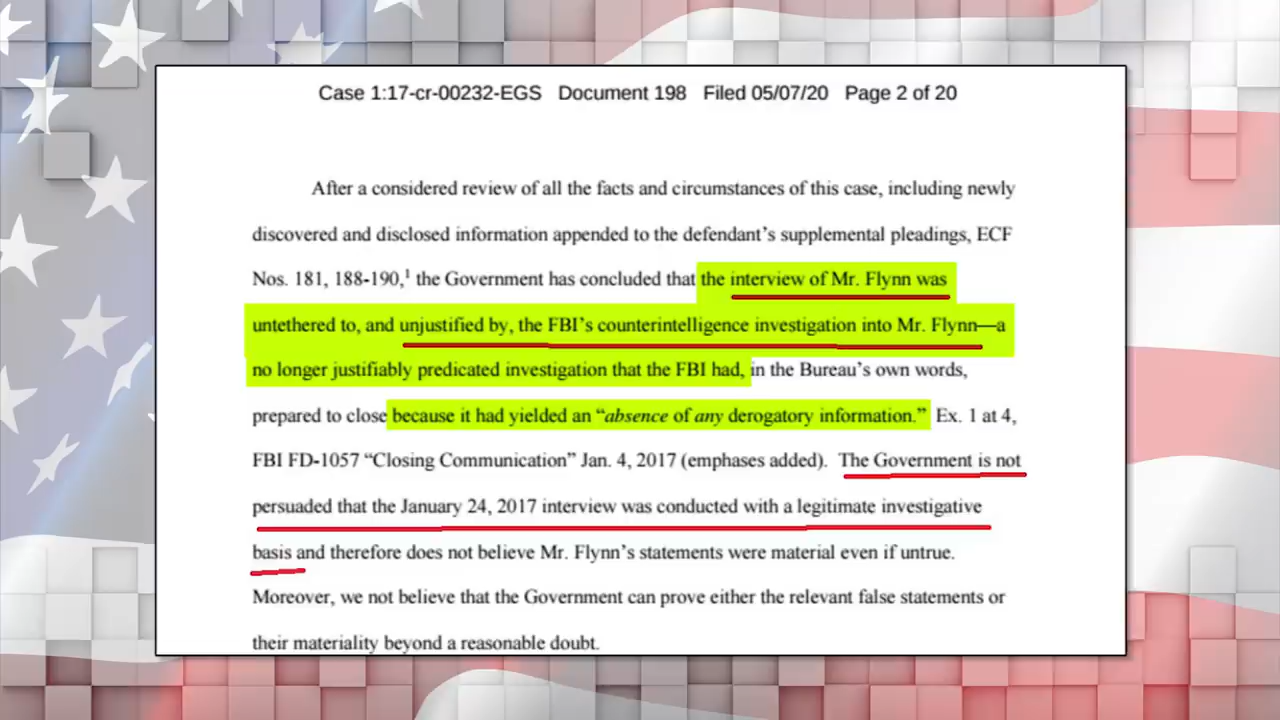 Case 1:17-cr-00232-EGS Document 198 Filed 05/07/20 Page 2 of 20
After a considered review of all the facts and circumstances of this case, including newly
discovered and disclosed information appended to the defendant’s supplemental pleadings, ECF
Nos. 181, 188-190,¹ the Government has concluded that the interview of Mr. Flynn was
untethered to, and unjustified by, the FBI’s counterintelligence investigation into Mr. Flynn—a
no longer justifiably predicated investigation that the FBI had, in the Bureau’s own words,
prepared to close because it had yielded an “absence of any derogatory information.” Ex. 1 at 4,
FBI FD-1057 “Closing Communication” Jan. 4, 2017 (emphases added). The Government is not
persuaded that the January 24, 2017 interview was conducted with a legitimate investigative
basis and therefore does not believe Mr. Flynn’s statements were material even if untrue.
Moreover, we not believe that the Government can prove either the relevant false statements or
their materiality beyond a reasonable doubt.